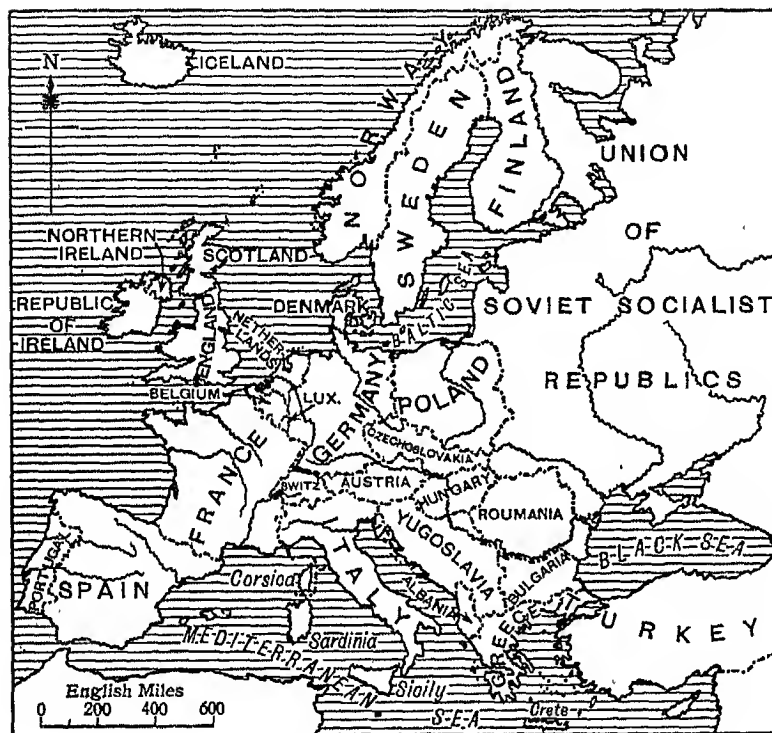 N
ICELAND
NORWAY
SWEDEN
FINLAND
UNION
OF
SOVIET SOCIALIST
REPUBLICS
NORTHERN
IRELAND
SCOTLAND
REPUBLIC
OF
IRELAND
ENGLAND
DENMARK
BALTIC SEA
NETHER-
LANDS
BELGIUM
LUX.
GERMANY
POLAND
CZECHOSLOVAKIA
FRANCE
SWITZ
AUSTRIA
HUNGARY
ROUMANIA
YUGOSLAVIA
BLACK SEA
BULGARIA
ITALY
ALBANIA
GREECE
TURKEY
PORTUGAL
SPAIN
Corsica
Sardinia
MEDITERRANEAN
SEA
Sicily
Crete
English Miles
0 200 400 600